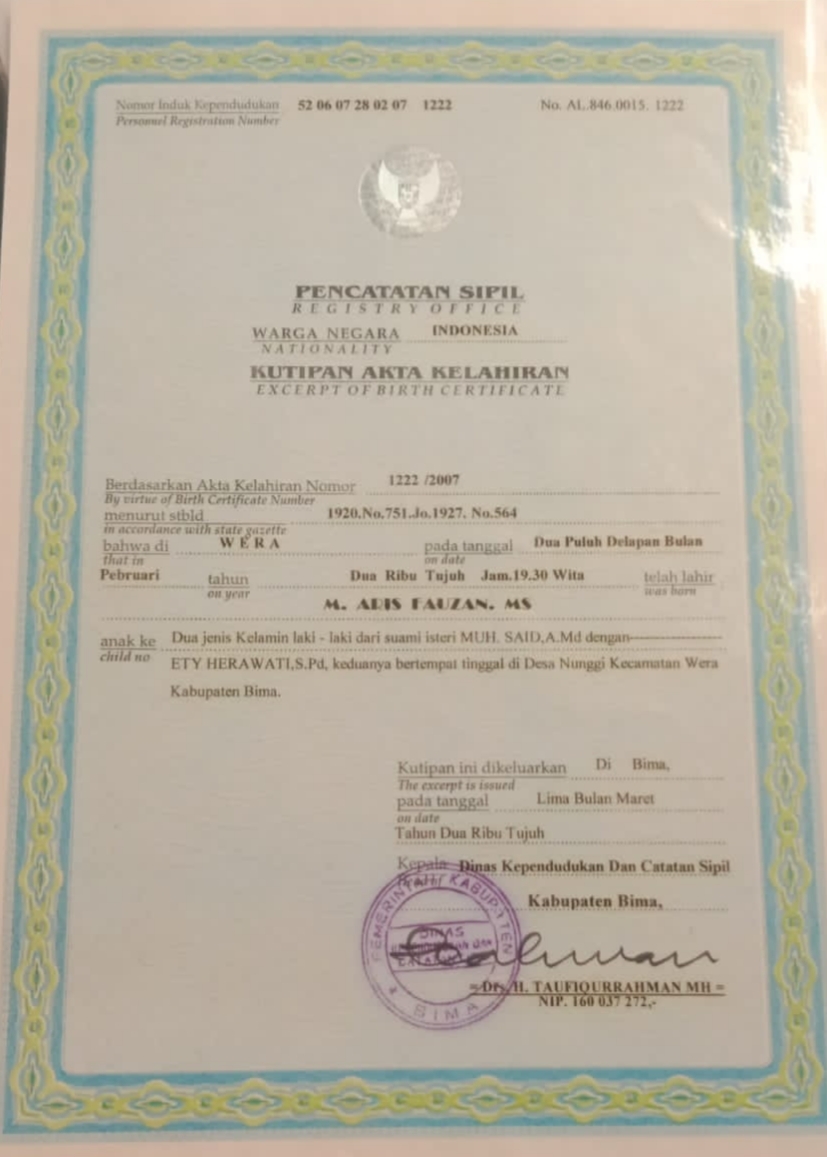 Nomor Induk Kependudukan 52 06 07 28 02 07 1222 No. AL.846.0015. 1222
Personnel Registration Number
PENCATATAN SIPIL
REGISTRY OFFICE
WARGA NEGARA INDONESIA
NATIONALITY
KUTIPAN AKTA KELAHIRAN
EXCERPT OF BIRTH CERTIFICATE
Berdasarkan Akta Kelahiran Nomor 1222 /2007
By virtue of Birth Certificate Number
menurut stbld 1920.No.751.Jo.1927. No.564
in accordance with state gazette
bahwa di WERA pada tanggal Dua Puluh Delapan Bulan
that in on date
Pebruari tahun Dua Ribu Tujuh Jam.19.30 Wita telah lahir
on year was born
M. ARIS FAUZAN. MS
anak ke Dua jenis Kelamin laki - laki dari suami isteri MUH. SAID,A.Md dengan
child no
ETY HERAWATI,S.Pd, keduanya bertempat tinggal di Desa Nunggi Kecamatan Wera
Kabupaten Bima.
Kutipan ini dikeluarkan Di Bima,
The excerpt is issued
pada tanggal Lima Bulan Maret
on date
Tahun Dua Ribu Tujuh
Kepala Dinas Kependudukan Dan Catatan Sipil
Kabupaten Bima,
PEMERINTAH KABUPATEN
DINAS
BIMA
= Drs. H. TAUFIQURRAHMAN MH =
NIP. 160 037 272,-